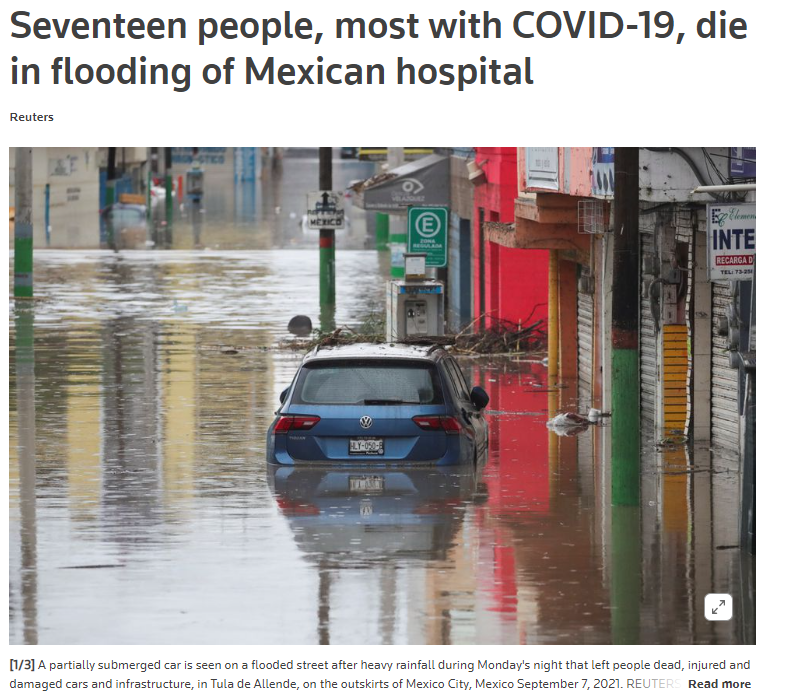 Seventeen people, most with COVID-19, die
in flooding of Mexican hospital
Reuters
MEXICO
E
ZONA
REGULADA
INTE
RECARGA D
[1/3] A partially submerged car is seen on a flooded street after heavy rainfall during Monday's night that left people dead, injured and
damaged cars and infrastructure, in Tula de Allende, on the outskirts of Mexico City, Mexico September 7, 2021. REUTERS Read more